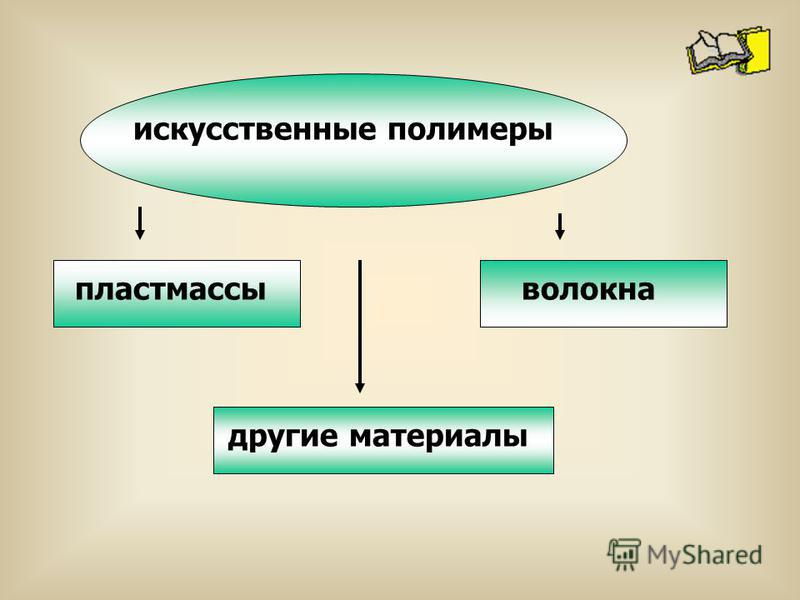 искусственные полимеры
пластмассы
волокна
другие материалы
MyShared